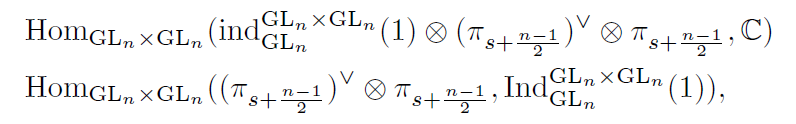 Hom_{GL_n×GL_n}(ind_{GL_n}^{GL_n×GL_n}(1) ⊗ (π_{s+\frac{n−1}{2}})^∨ ⊗ π_{s+\frac{n−1}{2}}, ℂ)
Hom_{GL_n×GL_n}((π_{s+\frac{n−1}{2}})^∨ ⊗ π_{s+\frac{n−1}{2}}, Ind_{GL_n}^{GL_n×GL_n}(1)),